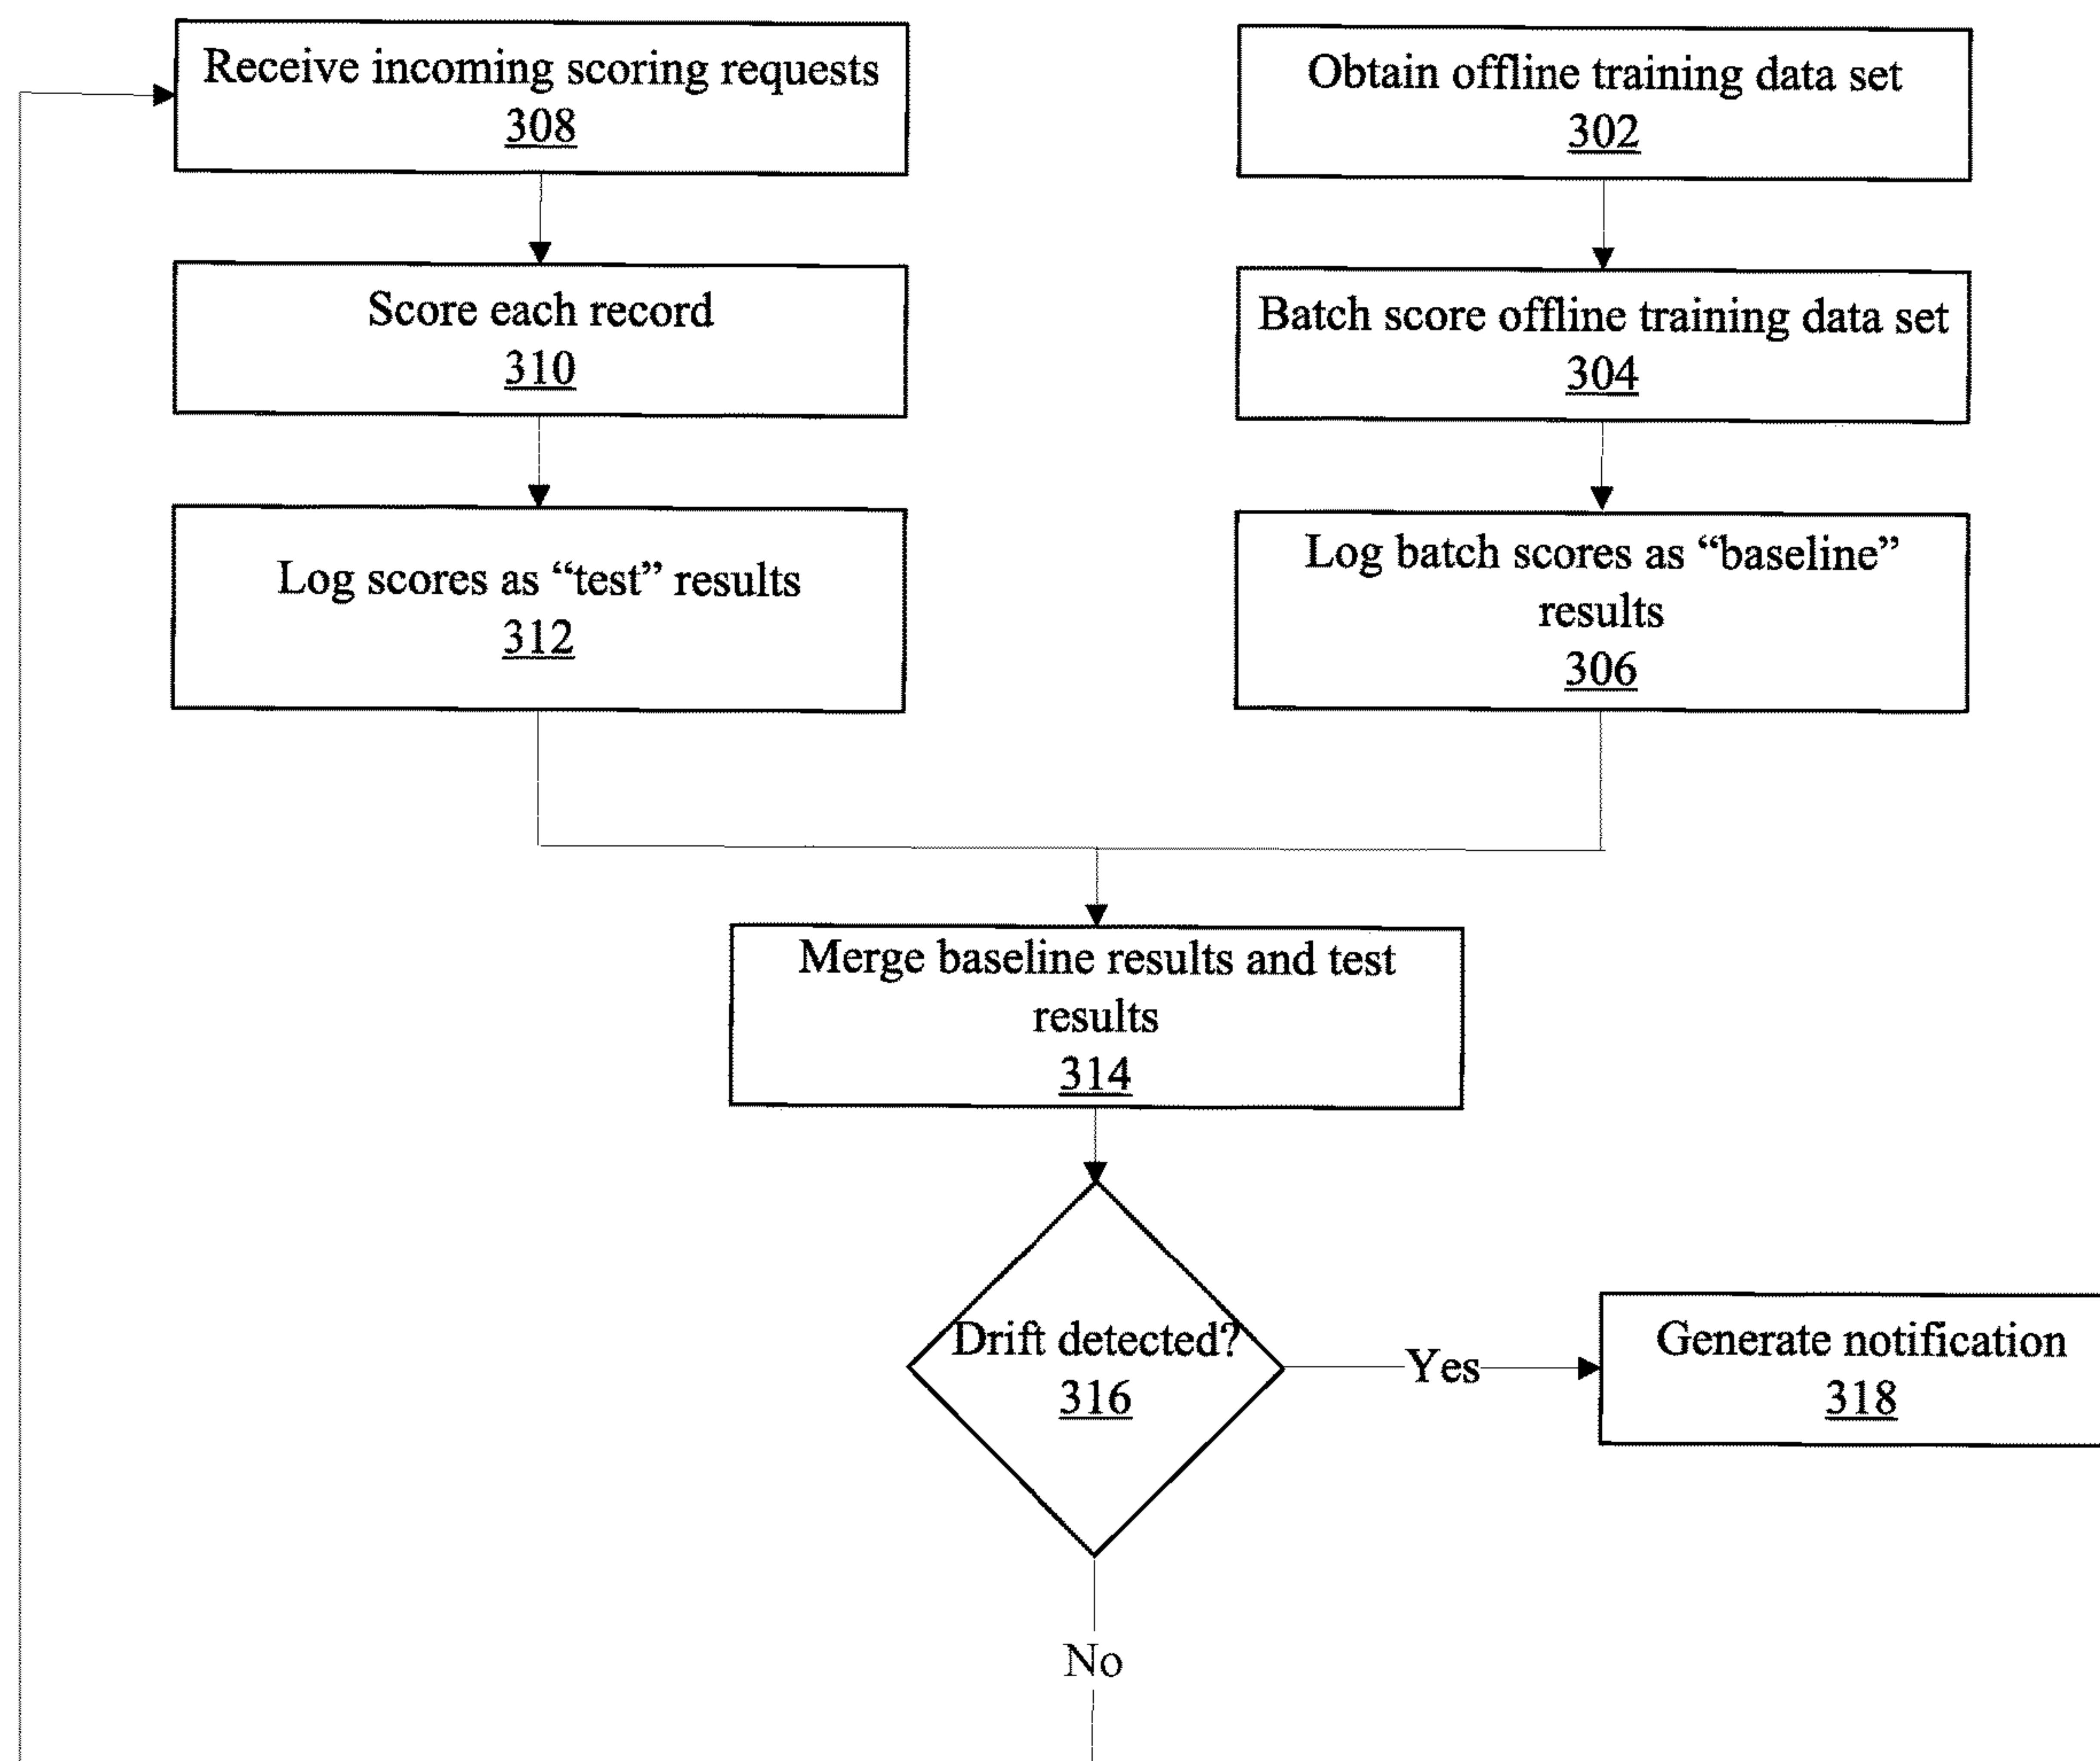 Receive incoming scoring requests
308
Obtain offline training data set
302
Score each record
310
Batch score offline training data set
304
Log scores as “test” results
312
Log batch scores as “baseline”
results
306
Merge baseline results and test
results
314
Drift detected?
316
Yes
Generate notification
318
No